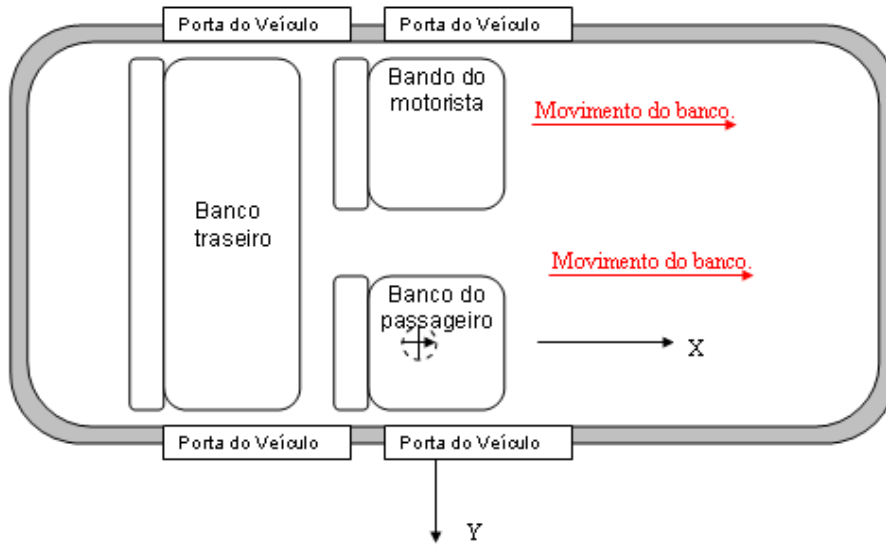 Porta do Veículo
Porta do Veículo
Bando do
motorista
Movimento do banco.
Banco
traseiro
Movimento do banco.
Banco do
passageiro
X
Porta do Veículo
Porta do Veículo
Y